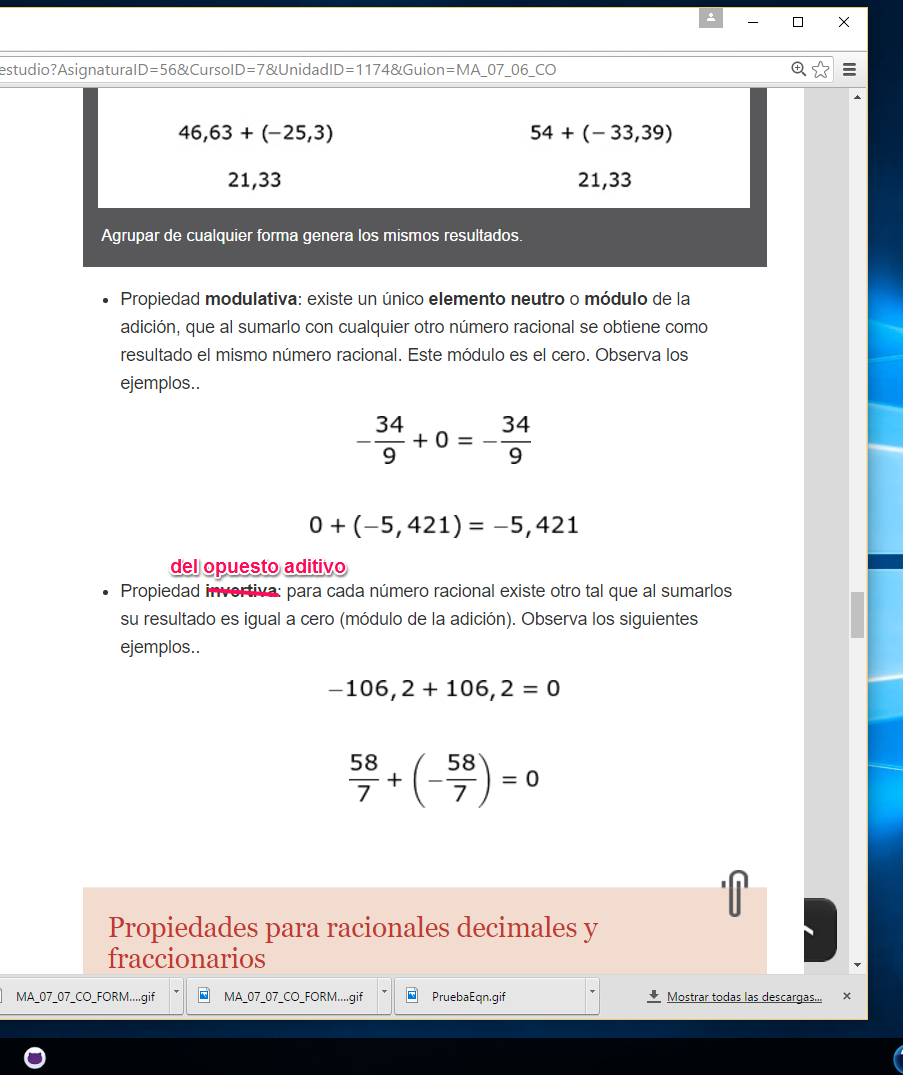 estudio?AsignaturaID=56&CursoID=7&UnidadID=1174&Guion=MA_07_06_CO
46,63 + (−25,3) 54 + (− 33,39)
21,33 21,33
Agrupar de cualquier forma genera los mismos resultados.
• Propiedad modulativa: existe un único elemento neutro o módulo de la
adición, que al sumarlo con cualquier otro número racional se obtiene como
resultado el mismo número racional. Este módulo es el cero. Observa los
ejemplos..
−34/9 + 0 = −34/9
0 + (−5, 421) = −5, 421
del opuesto aditivo
• Propiedad invertiva: para cada número racional existe otro tal que al sumarlos
su resultado es igual a cero (módulo de la adición). Observa los siguientes
ejemplos..
−106, 2 + 106, 2 = 0
58/7 + (−58/7) = 0
Propiedades para racionales decimales y
fraccionarios
MA_07_07_CO_FORM....gif MA_07_07_CO_FORM....gif PruebaEqn.gif Mostrar todas las descargas...